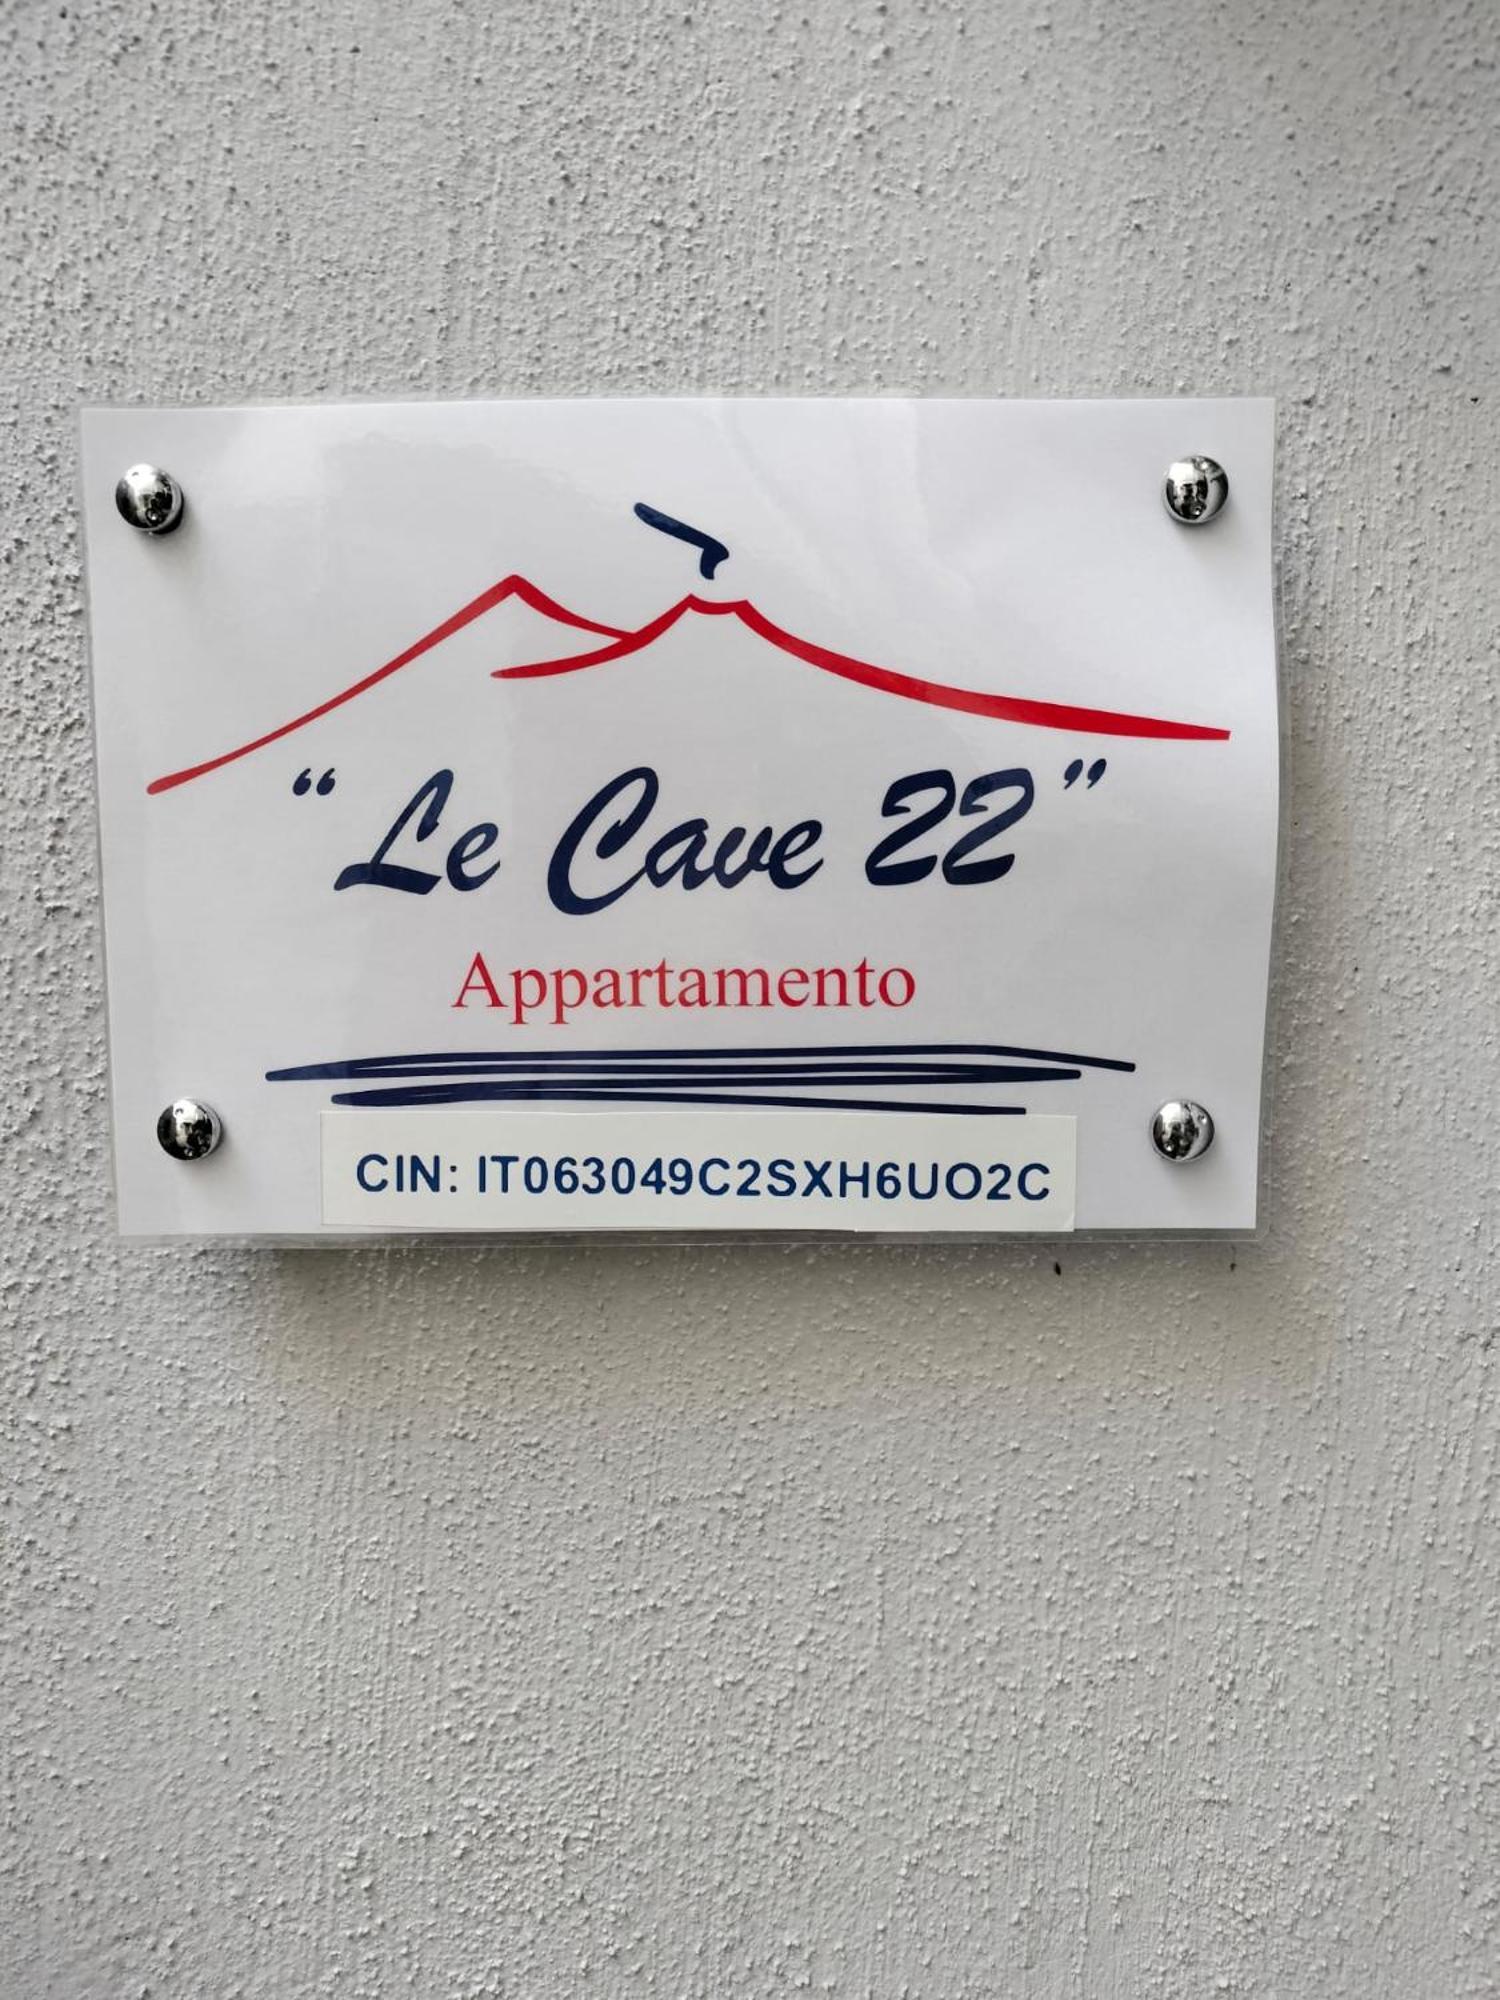 “Le Cave 22”
Appartamento
CIN: IT063049C2SXH6UO2C